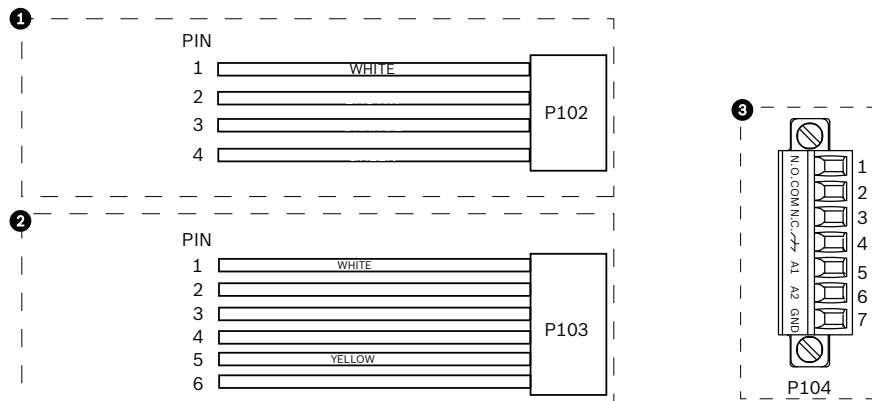 1
PIN
1 WHITE
2
3
4
P102
2
PIN
1 WHITE
2
3
4
5 YELLOW
6
P103
3
N.O. 1
COM 2
N.C. 3
4
A1 5
A2 6
GND 7
P104